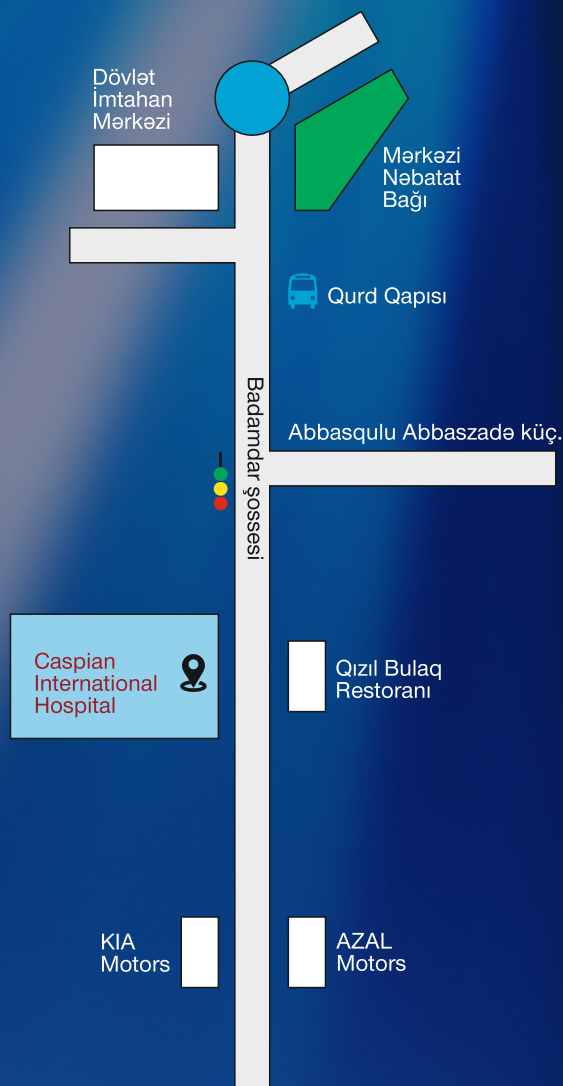 Dövlət
İmtahan
Mərkəzi
Mərkəzi
Nəbatat
Bağı
Qurd Qapısı
Abbasqulu Abbaszadə küç.
Badamdar şossesi
Caspian
International
Hospital
Qızıl Bulaq
Restoranı
KIA
Motors
AZAL
Motors